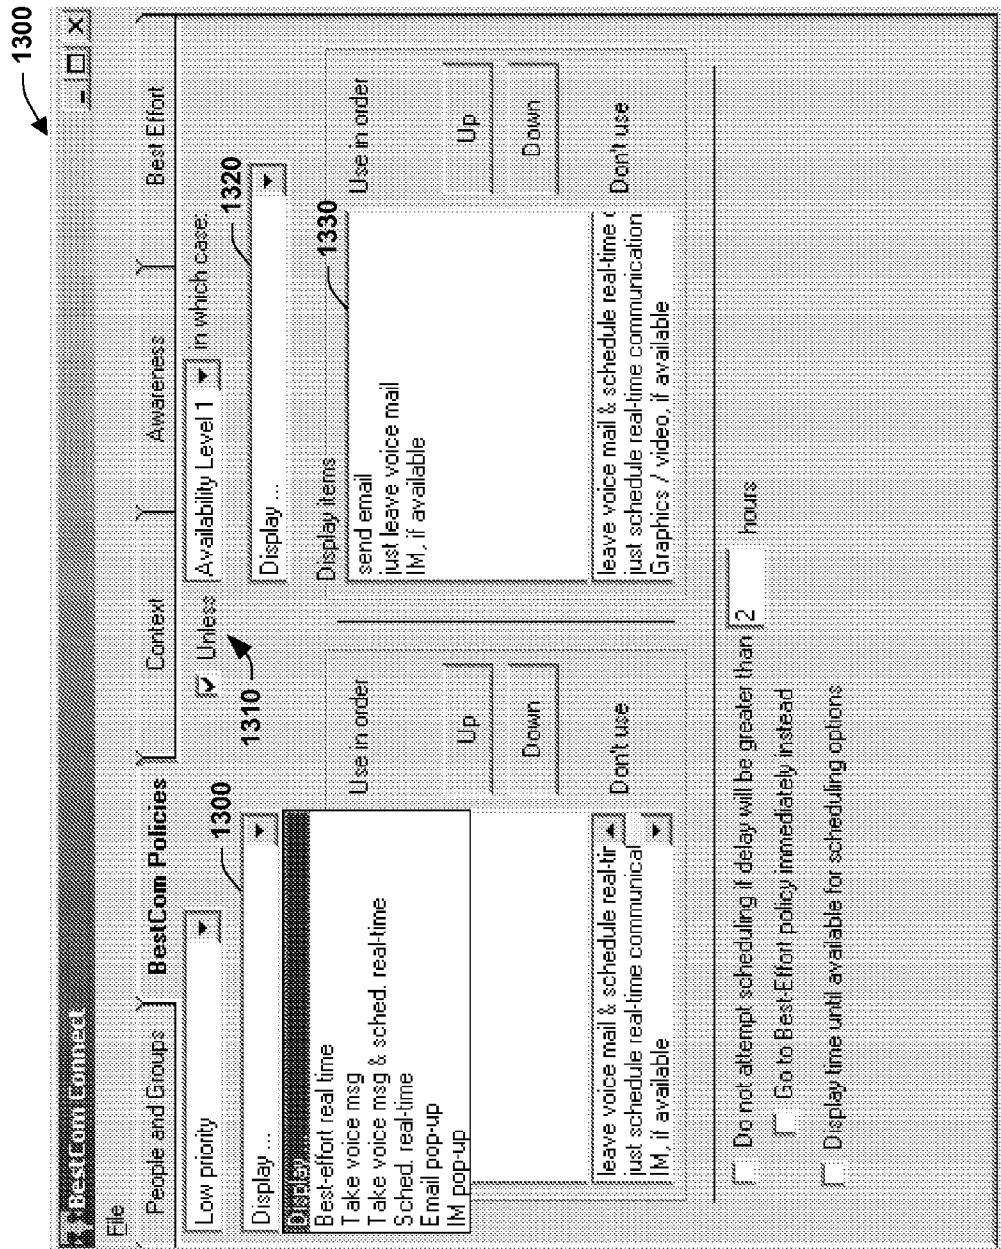 1300
BestCom Connect
File
People and Groups
BestCom Policies
Context
Awareness
Best Effort
Low priority
Unless
Availability Level 1
in which case:
1300
1310
1320
Display ...
Display ...
Display ...
Best-effort real time
Take voice msg
Take voice msg & sched. real-time
Sched. real-time
Email pop-up
IM pop-up
Use in order
Up
Down
Don't use
leave voice mail & schedule real-tir
just schedule real-time communical
IM, if available
Display items
1330
send email
just leave voice mail
IM, if available
Use in order
Up
Down
Don't use
leave voice mail & schedule real-time c
just schedule real-time communication
Graphics / video, if available
Do not attempt scheduling if delay will be greater than 2 hours
Go to Best-Effort policy immediately instead
Display time until available for scheduling options